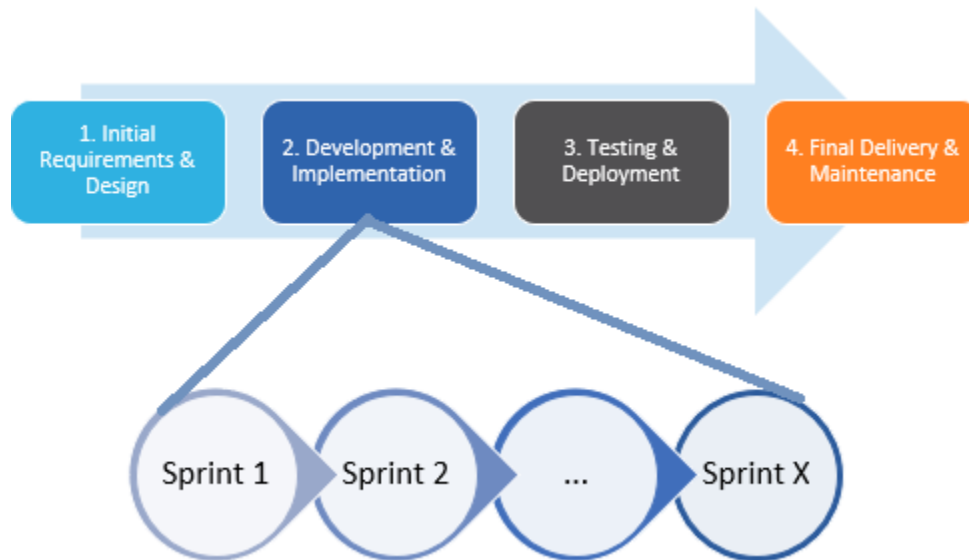 1. Initial
Requirements &
Design
2. Development &
Implementation
3. Testing &
Deployment
4. Final Delivery &
Maintenance
Sprint 1
Sprint 2
...
Sprint X